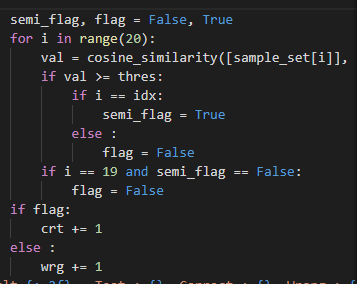 semi_flag, flag = False, True
for i in range(20):
    val = cosine_similarity([sample_set[i]],
    if val >= thres:
        if i == idx:
            semi_flag = True
        else :
            flag = False
    if i == 19 and semi_flag == False:
        flag = False
if flag:
    crt += 1
else :
    wrg += 1